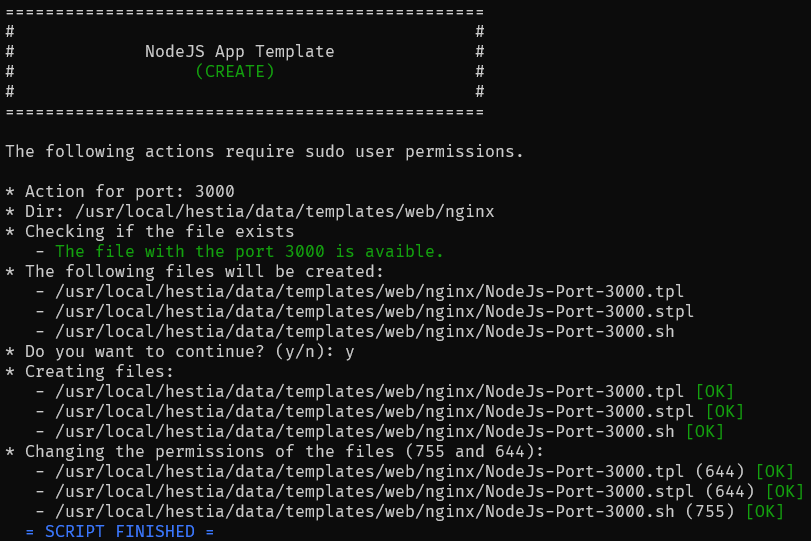 ================================================
#                                              #
#             NodeJS App Template              #
#                  (CREATE)                    #
#                                              #
================================================
The following actions require sudo user permissions.
* Action for port: 3000
* Dir: /usr/local/hestia/data/templates/web/nginx
* Checking if the file exists
   - The file with the port 3000 is avaible.
* The following files will be created:
   - /usr/local/hestia/data/templates/web/nginx/NodeJs-Port-3000.tpl
   - /usr/local/hestia/data/templates/web/nginx/NodeJs-Port-3000.stpl
   - /usr/local/hestia/data/templates/web/nginx/NodeJs-Port-3000.sh
* Do you want to continue? (y/n): y
* Creating files:
   - /usr/local/hestia/data/templates/web/nginx/NodeJs-Port-3000.tpl [OK]
   - /usr/local/hestia/data/templates/web/nginx/NodeJs-Port-3000.stpl [OK]
   - /usr/local/hestia/data/templates/web/nginx/NodeJs-Port-3000.sh [OK]
* Changing the permissions of the files (755 and 644):
   - /usr/local/hestia/data/templates/web/nginx/NodeJs-Port-3000.tpl (644) [OK]
   - /usr/local/hestia/data/templates/web/nginx/NodeJs-Port-3000.stpl (644) [OK]
   - /usr/local/hestia/data/templates/web/nginx/NodeJs-Port-3000.sh (755) [OK]
  = SCRIPT FINISHED =